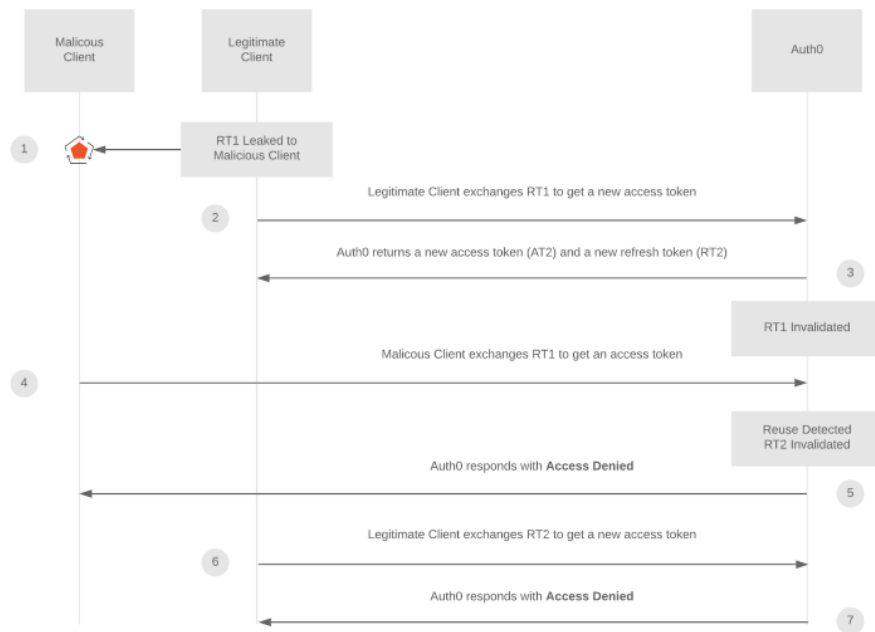 Malicous
Client
Legitimate
Client
Auth0
1
RT1 Leaked to
Malicious Client
Legitimate Client exchanges RT1 to get a new access token
2
Auth0 returns a new access token (AT2) and a new refresh token (RT2)
3
RT1 Invalidated
Malicous Client exchanges RT1 to get an access token
4
Reuse Detected
RT2 Invalidated
Auth0 responds with Access Denied
5
Legitimate Client exchanges RT2 to get a new access token
6
Auth0 responds with Access Denied
7